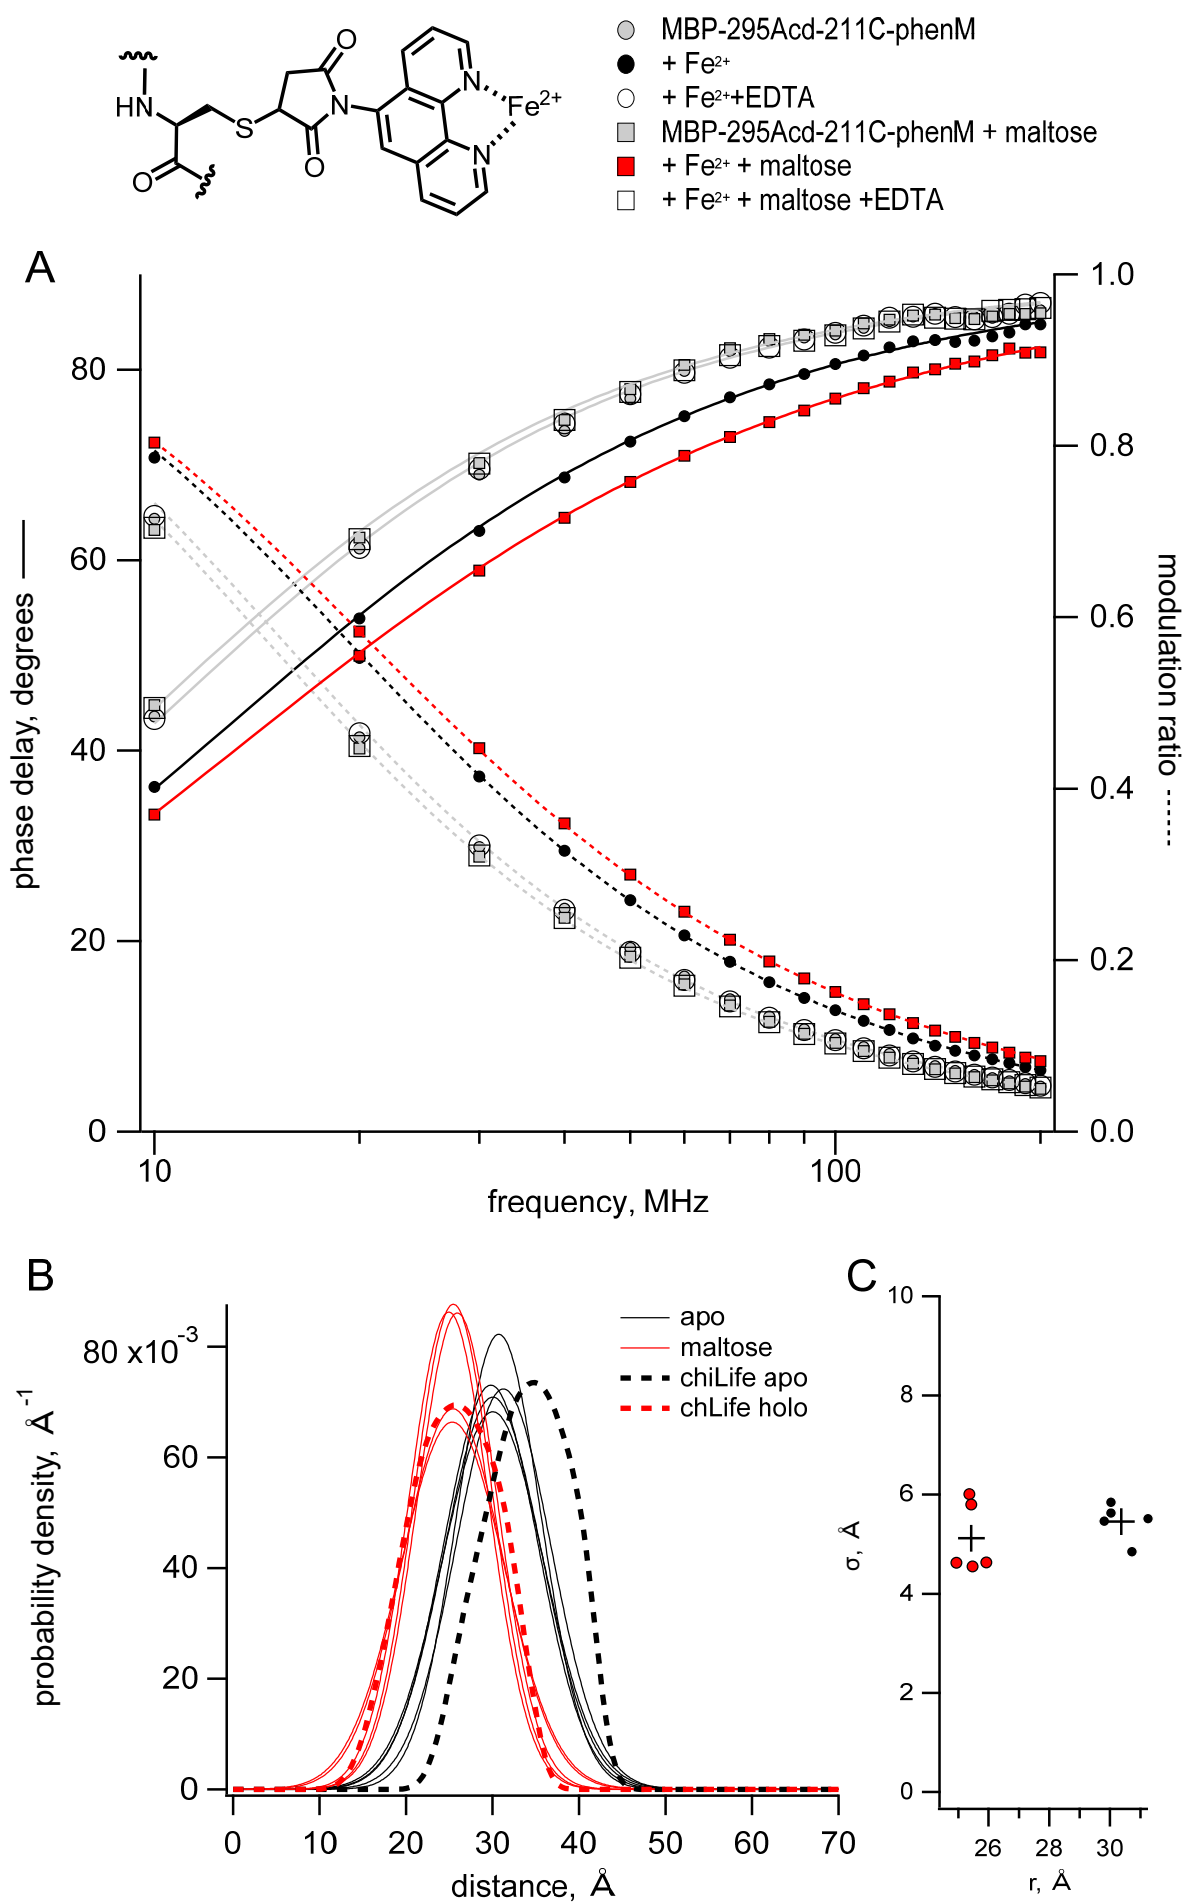 O
HN
S
N
O
O
N
N
Fe²⁺
MBP-295Acd-211C-phenM
+ Fe²⁺
+ Fe²⁺+EDTA
MBP-295Acd-211C-phenM + maltose
+ Fe²⁺ + maltose
+ Fe²⁺ + maltose +EDTA
A
80
60
40
20
0
phase delay, degrees
1.0
0.8
0.6
0.4
0.2
0.0
modulation ratio
10
100
frequency, MHz
B
80 x10⁻³
60
40
20
0
probability density, Å⁻¹
apo
maltose
chiLife apo
chLife holo
0 10 20 30 40 50 60 70
distance, Å
C
10
8
6
4
2
0
σ, Å
26 28 30
r, Å